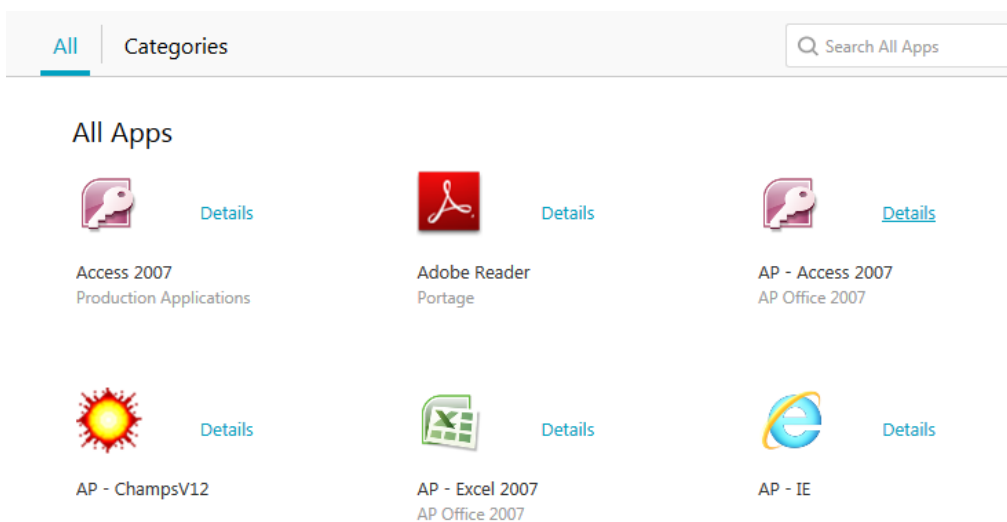 All Categories Search All Apps
All Apps
Details Details Details
Access 2007 Adobe Reader AP - Access 2007
Production Applications Portage AP Office 2007
Details Details Details
AP - ChampsV12 AP - Excel 2007 AP - IE
AP Office 2007